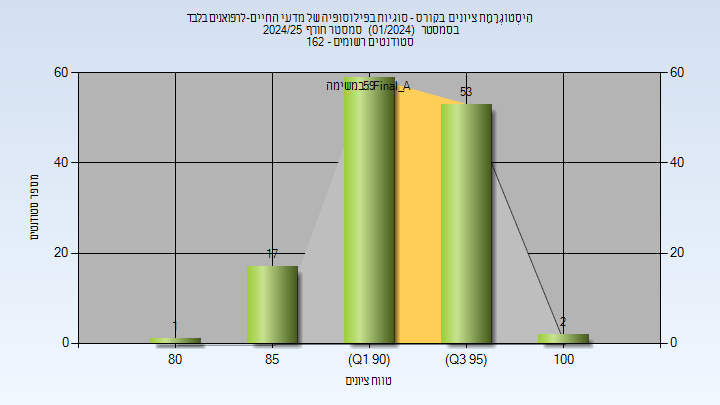 היסטוגרמת ציונים בקורס - סוגיות בפילוסופיה של מדעי החיים-לרפואנים בלבד
בסמסטר (01/2024) סמסטר חורף 2024/25
סטודנטים רשומים - 162
60
60
במשימה: Final_A
59
53
40
40
מספר סטודנטים
20
20
17
1
2
0
0
80
85
(Q1 90)
(Q3 95)
100
טווח ציונים